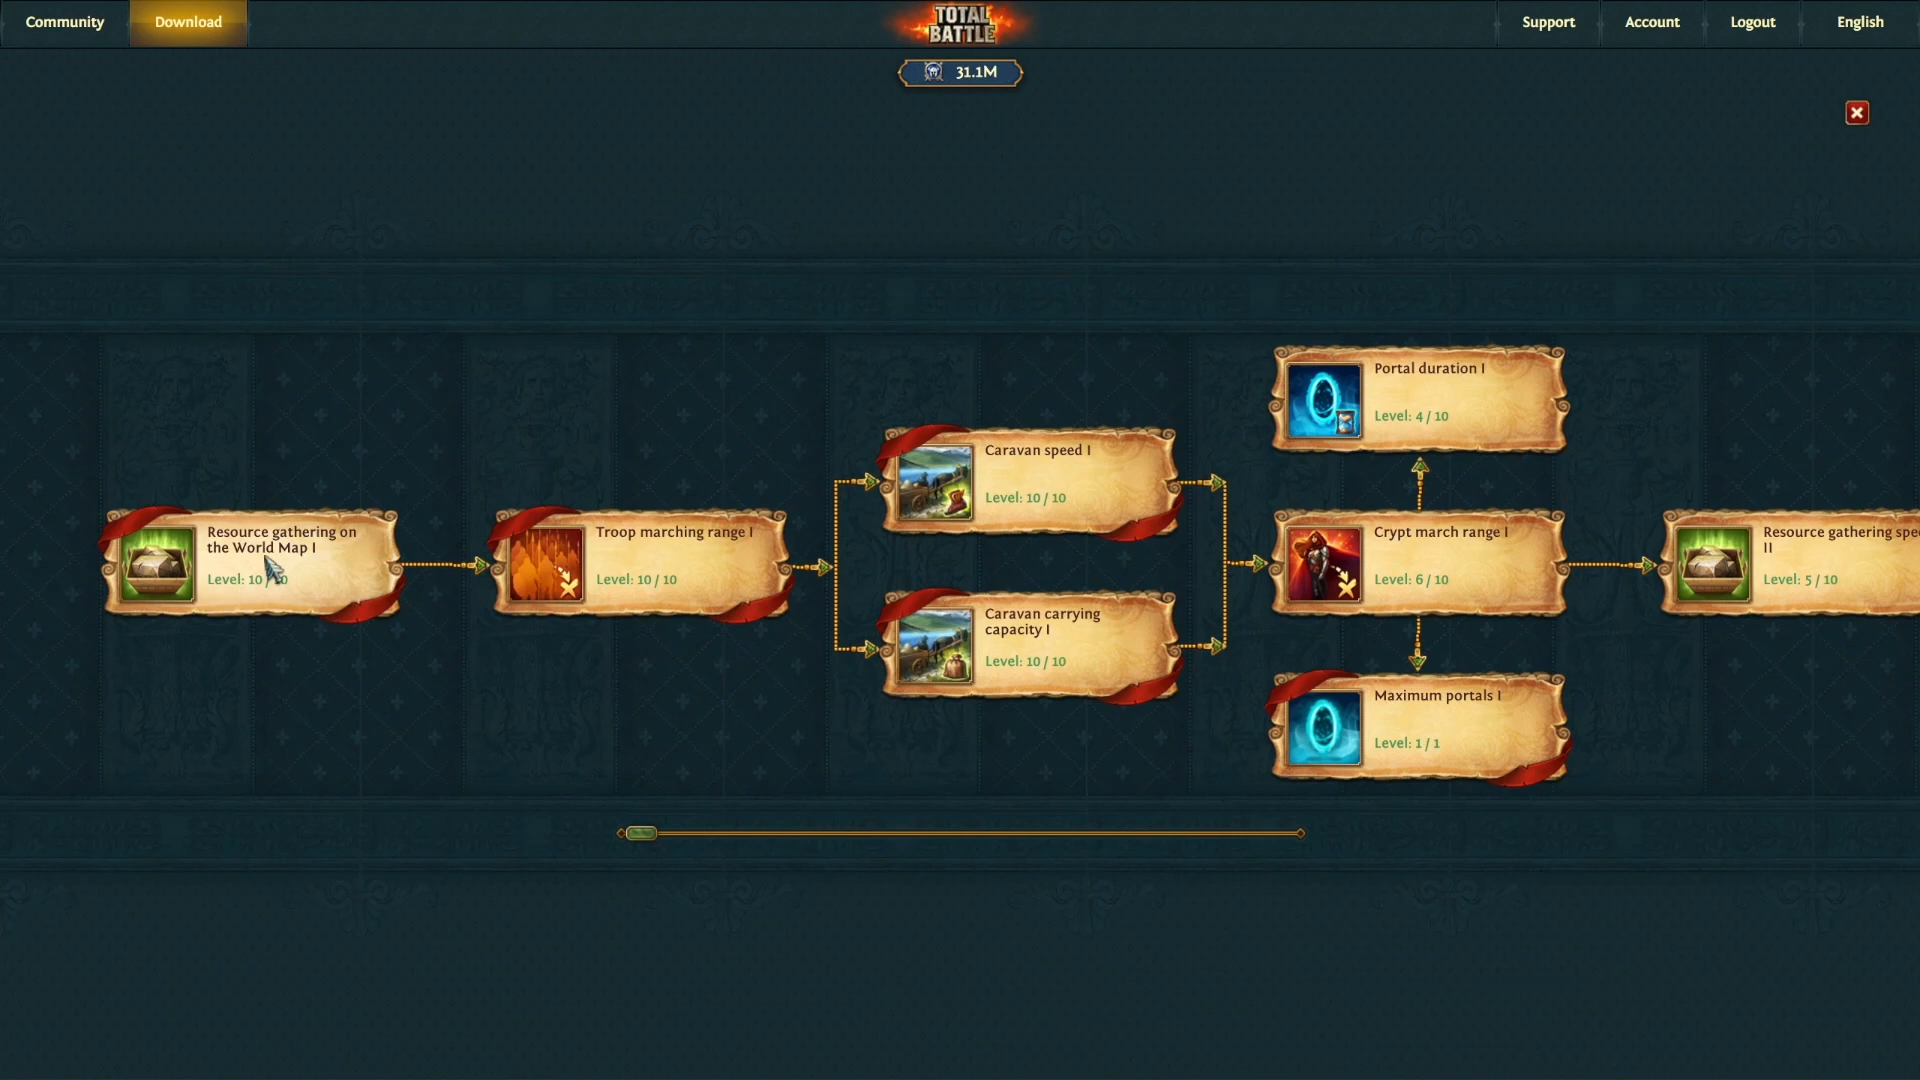 Community
Download
TOTAL
BATTLE
Support
Account
Logout
English
31.1M
Resource gathering on
the World Map I
Level: 10 /
Troop marching range I
Level: 10 / 10
Caravan speed I
Level: 10 / 10
Caravan carrying
capacity I
Level: 10 / 10
Portal duration I
Level: 4 / 10
Crypt march range I
Level: 6 / 10
Maximum portals I
Level: 1 / 1
Resource gathering spe
II
Level: 5 / 10